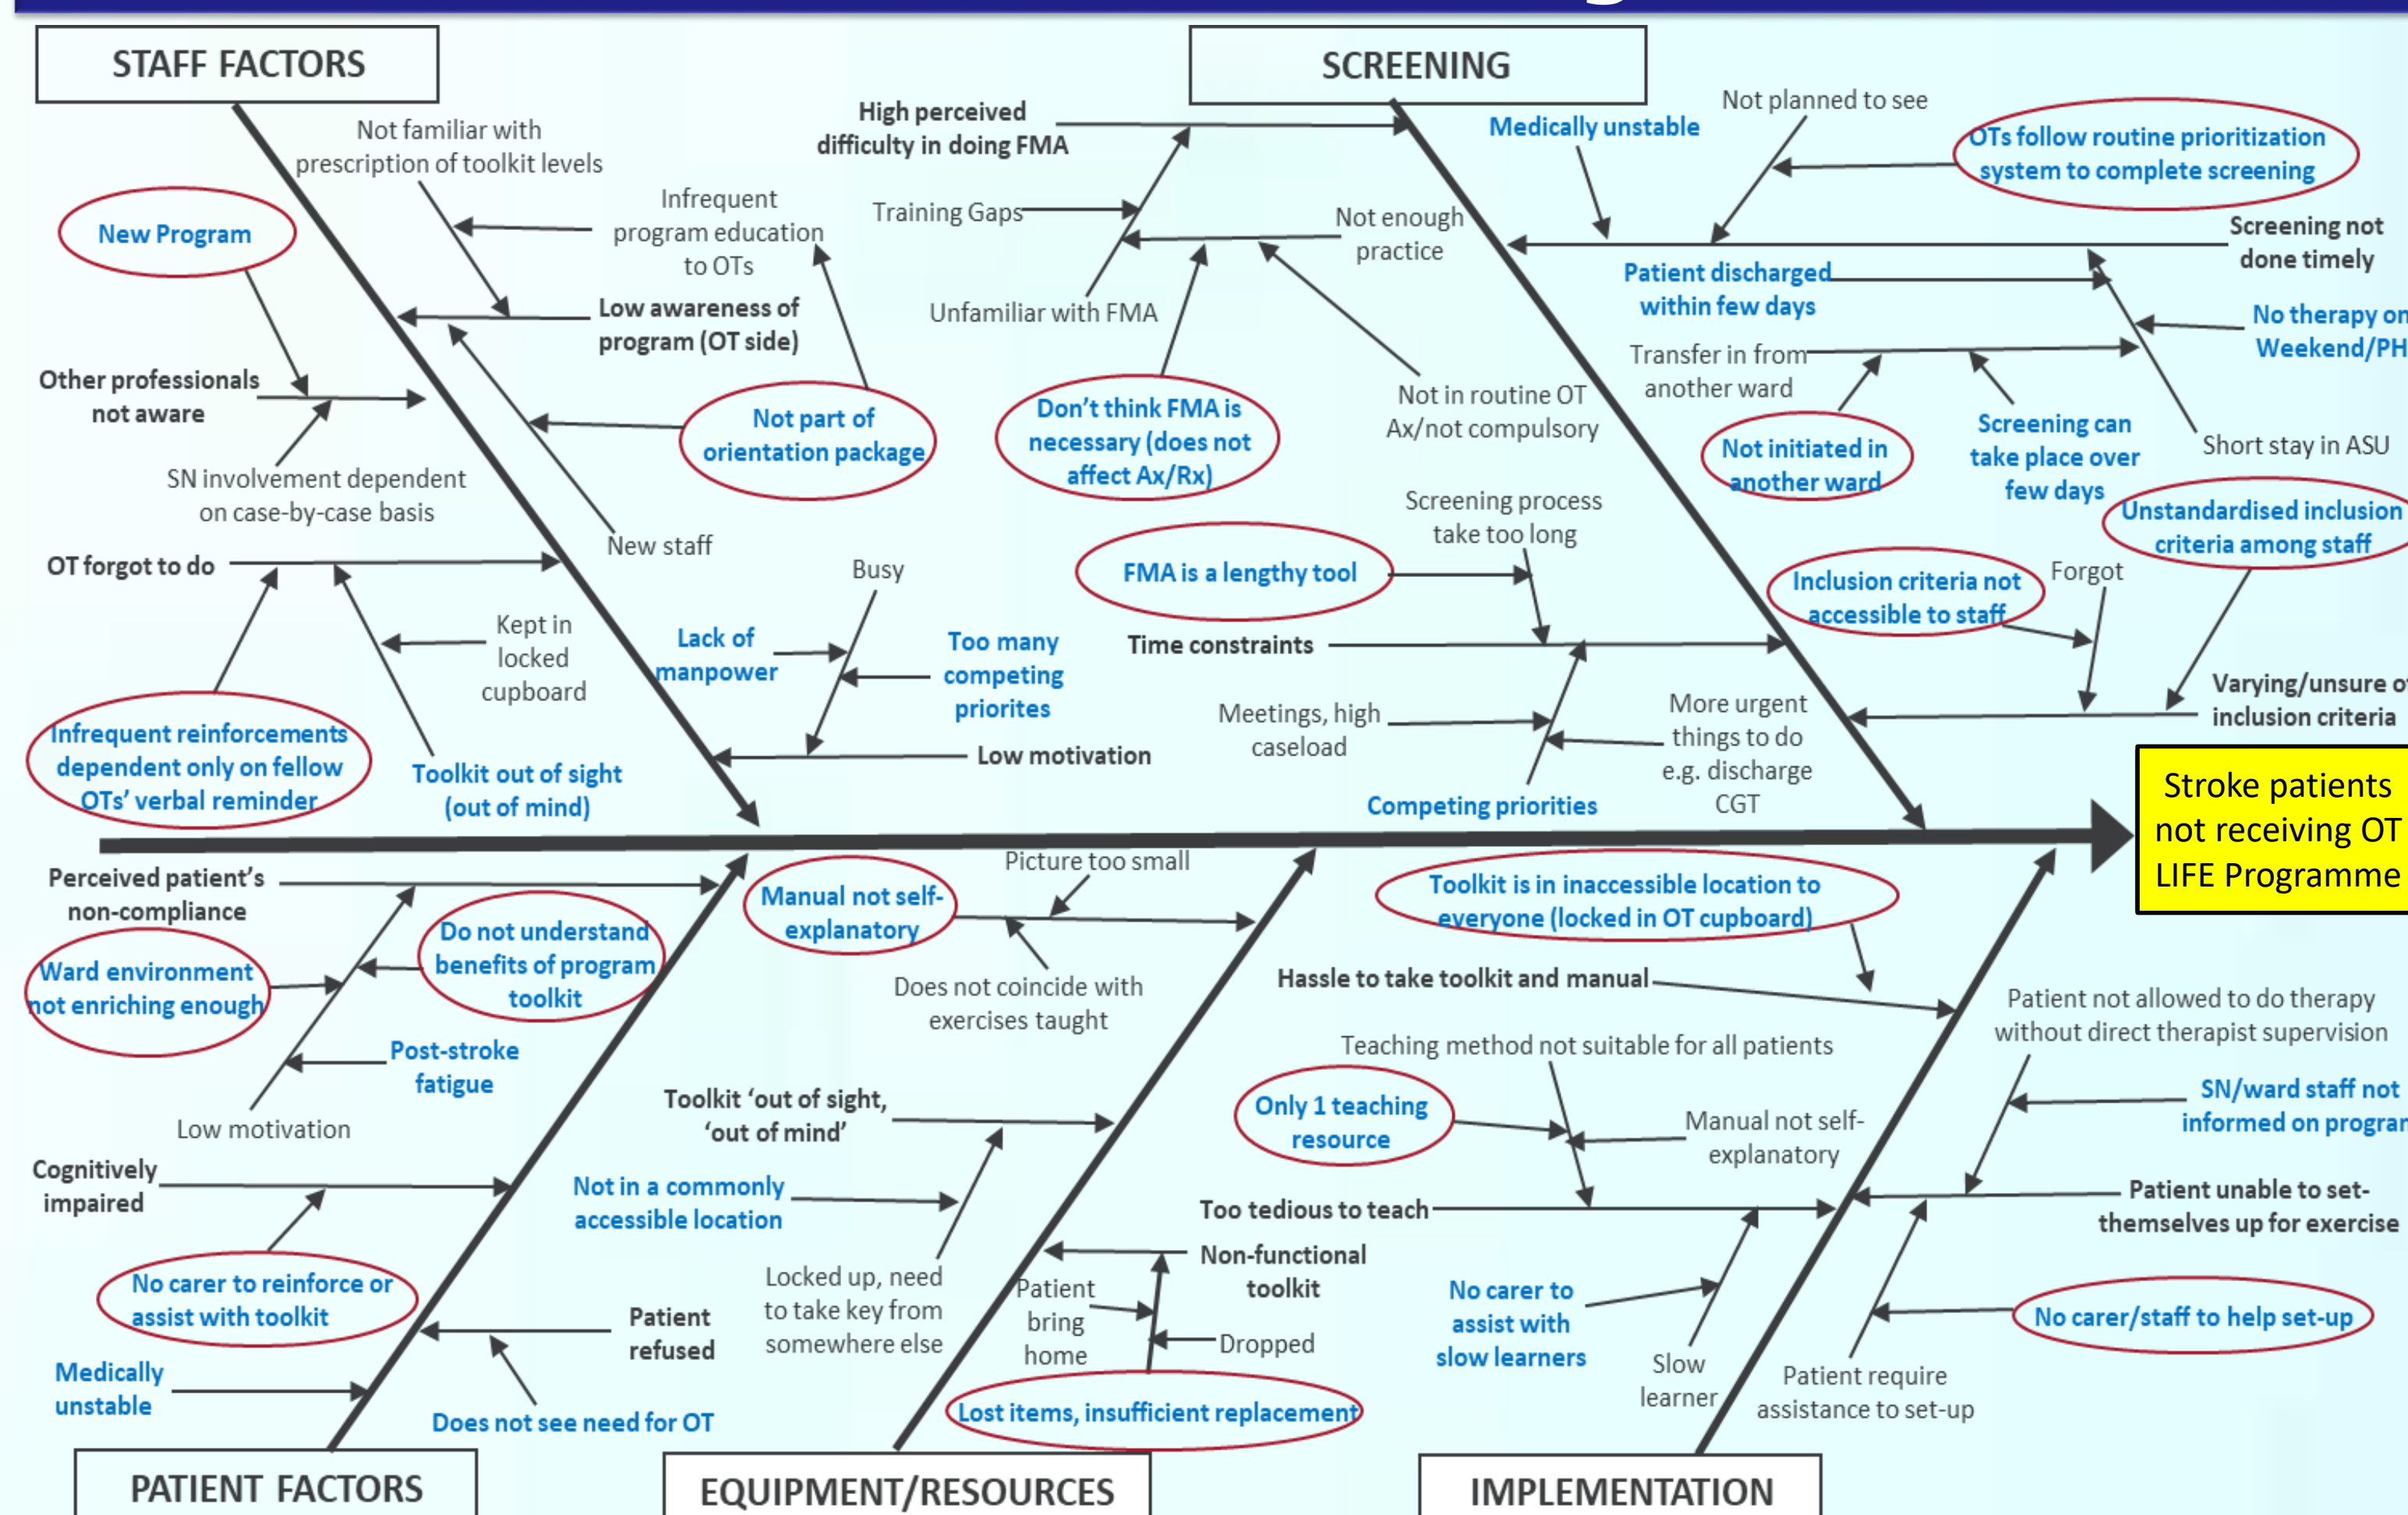 STAFF FACTORS
Not familiar with
prescription of toolkit levels
New Program
Infrequent
program education
to OTs
Low awareness of
program (OT side)
Other professionals
not aware
SN involvement dependent
on case-by-case basis
Not part of
orientation package
New staff
OT forgot to do
Kept in
locked
cupboard
Infrequent reinforcements
dependent only on fellow
OTs' verbal reminder
Toolkit out of sight
(out of mind)
Busy
Lack of
manpower
Too many
competing
priorites
Low motivation
SCREENING
High perceived
difficulty in doing FMA
Training Gaps
Not enough
practice
Unfamiliar with FMA
Don't think FMA is
necessary (does not
affect Ax/Rx)
Not in routine OT
Ax/not compulsory
Medically unstable
Not planned to see
OTs follow routine prioritization
system to complete screening
Screening not
done timely
Patient discharged
within few days
No therapy on
Weekend/PH
Transfer in from
another ward
Not initiated in
another ward
Screening can
take place over
few days
Short stay in ASU
Screening process
take too long
FMA is a lengthy tool
Time constraints
Meetings, high
caseload
More urgent
things to do
e.g. discharge
CGT
Competing priorities
Unstandardised inclusion
criteria among staff
Inclusion criteria not
accessible to staff
Forgot
Varying/unsure of
inclusion criteria
Stroke patients
not receiving OT
LIFE Programme
Perceived patient's
non-compliance
Ward environment
not enriching enough
Do not understand
benefits of program
toolkit
Post-stroke
fatigue
Low motivation
Cognitively
impaired
No carer to reinforce or
assist with toolkit
Medically
unstable
Patient
refused
Does not see need for OT
PATIENT FACTORS
Manual not self-
explanatory
Picture too small
Does not coincide with
exercises taught
Toolkit 'out of sight,
'out of mind'
Not in a commonly
accessible location
Locked up, need
to take key from
somewhere else
Non-functional
toolkit
Patient
bring
home
Dropped
Lost items, insufficient replacement
EQUIPMENT/RESOURCES
Toolkit is in inaccessible location to
everyone (locked in OT cupboard)
Hassle to take toolkit and manual
Teaching method not suitable for all patients
Only 1 teaching
resource
Manual not self-
explanatory
Too tedious to teach
No carer to
assist with
slow learners
Slow
learner
Patient not allowed to do therapy
without direct therapist supervision
SN/ward staff not
informed on program
Patient unable to set-
themselves up for exercise
No carer/staff to help set-up
Patient require
assistance to set-up
IMPLEMENTATION